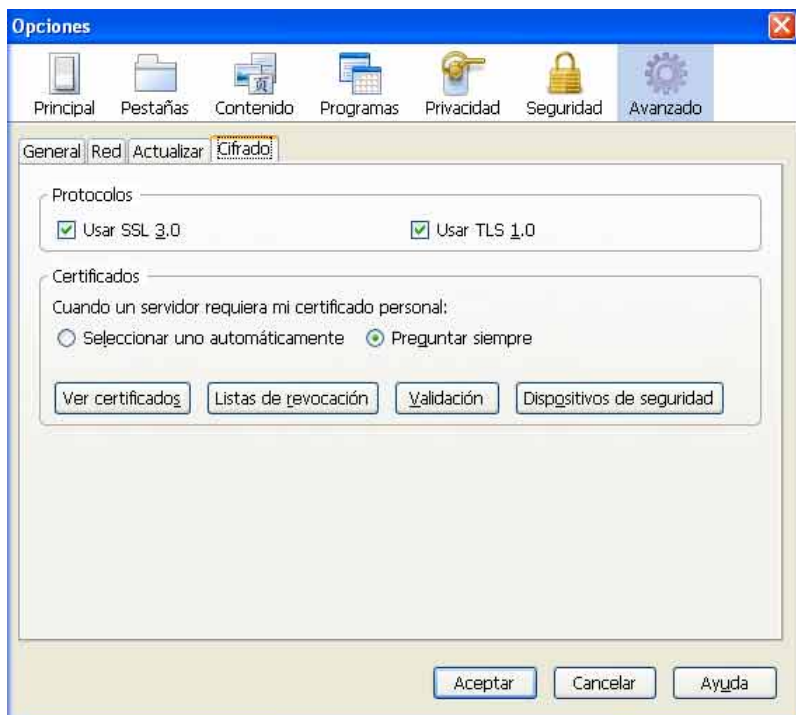 Opciones
Principal Pestañas Contenido Programas Privacidad Seguridad Avanzado
General Red Actualizar Cifrado
Protocolos
Usar SSL 3.0 Usar TLS 1.0
Certificados
Cuando un servidor requiera mi certificado personal:
Seleccionar uno automáticamente Preguntar siempre
Ver certificados Listas de revocación Validación Dispositivos de seguridad
Aceptar Cancelar Ayuda